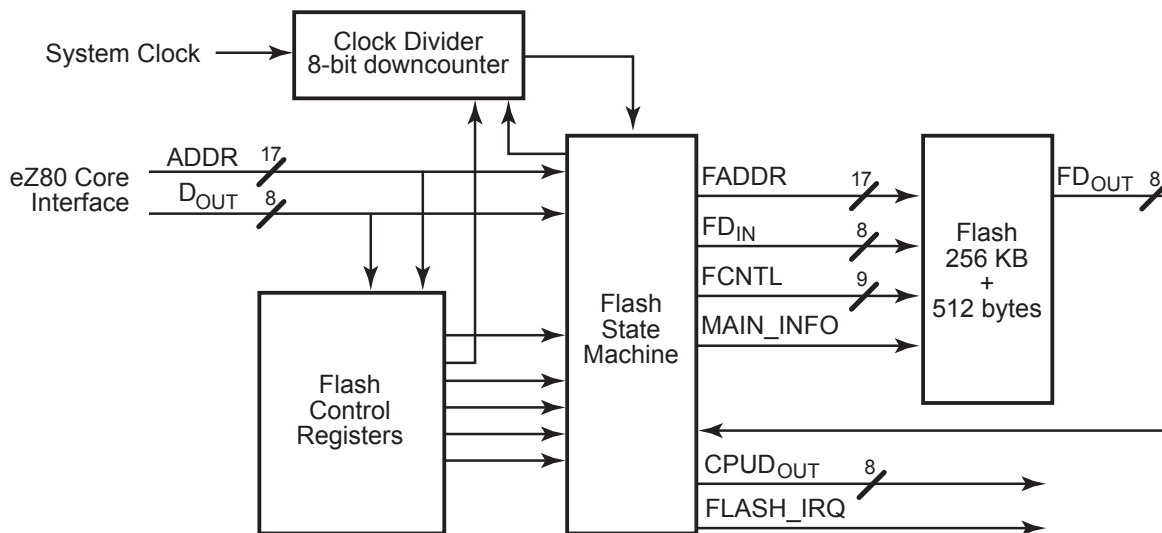 System Clock
Clock Divider
8-bit downcounter
eZ80 Core
Interface
ADDR
17
DOUT
8
Flash
Control
Registers
Flash
State
Machine
FADDR
17
FDIN
8
FCNTL
9
MAIN_INFO
Flash
256 KB
+
512 bytes
FDOUT
8
CPUDOUT
8
FLASH_IRQ